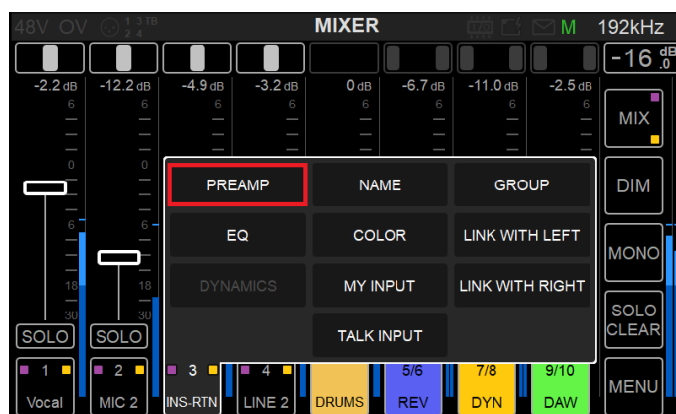 48V OV 1 3 TB 2 4 MIXER M 192kHz
-16 .0 dB
-2.2 dB -12.2 dB -4.9 dB -3.2 dB 0 dB -6.7 dB -11.0 dB -2.5 dB
6 6 6 6 6 6 6 6
MIX
0 0
PREAMP NAME GROUP
DIM
6 6
EQ COLOR LINK WITH LEFT
MONO
18 18
DYNAMICS MY INPUT LINK WITH RIGHT
30 30
SOLO CLEAR
SOLO SOLO
TALK INPUT
1 2 3 4 5/6 7/8 9/10
MENU
Vocal MIC 2 INS-RTN LINE 2 DRUMS REV DYN DAW